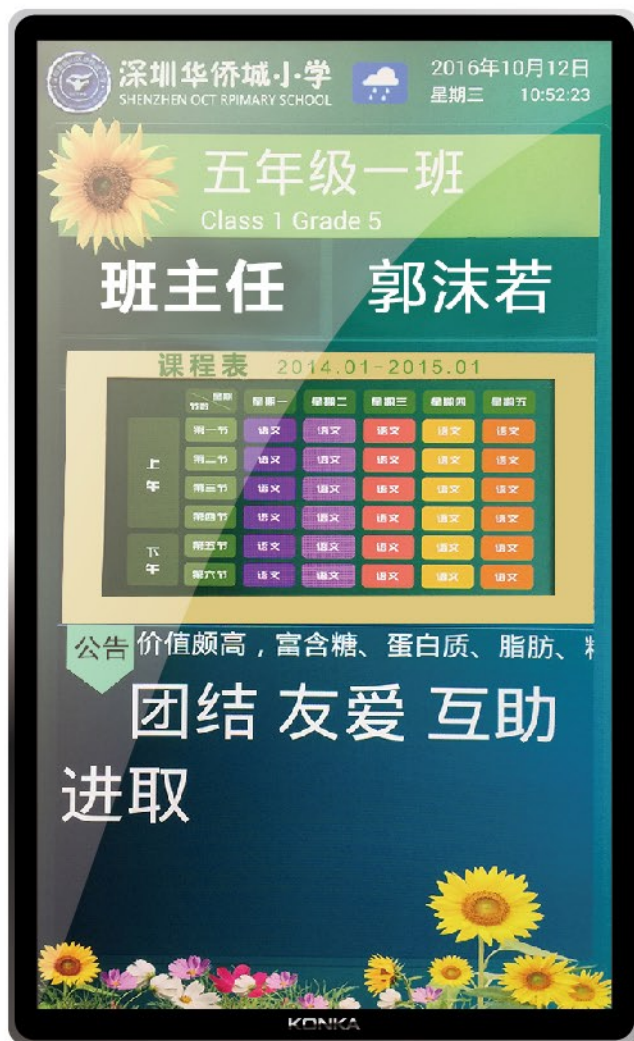 深圳华侨城小学
SHENZHEN OCT RPIMARY SCHOOL
2016年10月12日
星期三 10:52:23
五年级一班
Class 1 Grade 5
班主任 郭沫若
课程表 2014.01-2015.01
星期 节数 星期一 星期二 星期三 星期四 星期五
上午
第一节 语文 语文 语文 语文 语文
第二节 语文 语文 语文 语文 语文
第三节 语文 语文 语文 语文 语文
第四节 语文 语文 语文 语文 语文
下午
第五节 语文 语文 语文 语文 语文
第六节 语文 语文 语文 语文 语文
公告 价值颇高，富含糖、蛋白质、脂肪、
团结 友爱 互助
进取
KONKA